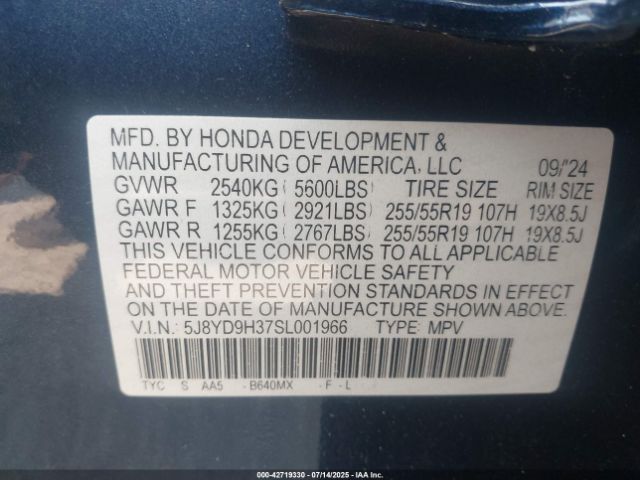 MFD. BY HONDA DEVELOPMENT &
MANUFACTURING OF AMERICA, LLC 09/'24
GVWR 2540KG ( 5600LBS) TIRE SIZE RIM SIZE
GAWR F 1325KG ( 2921LBS) 255/55R19 107H 19X8.5J
GAWR R 1255KG ( 2767LBS) 255/55R19 107H 19X8.5J
THIS VEHICLE CONFORMS TO ALL APPLICABLE
FEDERAL MOTOR VEHICLE SAFETY
AND THEFT PREVENTION STANDARDS IN EFFECT
ON THE DATE OF MANUFACTURE SHOWN ABOVE.
V.I.N.: 5J8YD9H37SL001966 TYPE: MPV
TYC S AA5 - B640MX - F - L
000-42719330 - 07/14/2025 - IAAI.COM